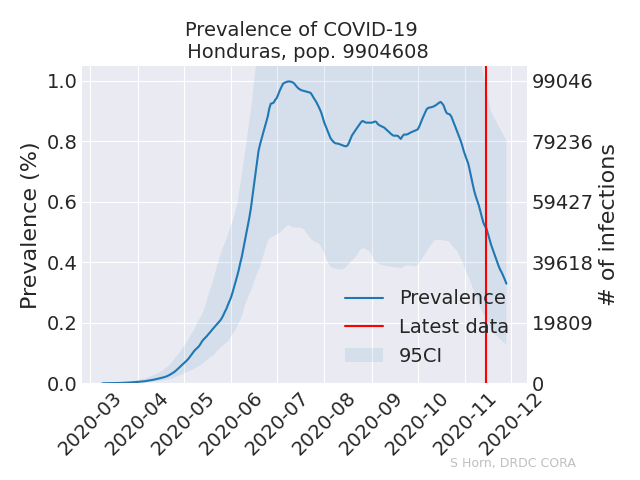 Prevalence of COVID-19
Honduras, pop. 9904608
Prevalence (%)
1.0
0.8
0.6
0.4
0.2
0.0
99046
79236
59427
39618
19809
0
# of infections
Prevalence
Latest data
95CI
2020-03
2020-04
2020-05
2020-06
2020-07
2020-08
2020-09
2020-10
2020-11
2020-12
S Horn, DRDC CORA